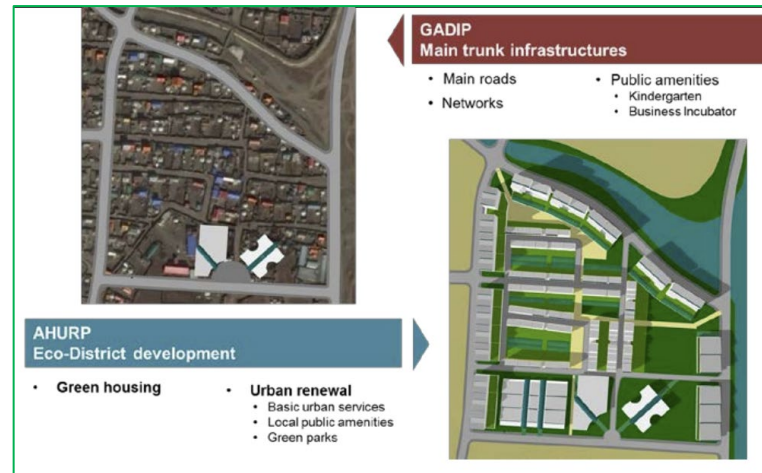 GADIP
Main trunk infrastructures
• Main roads
• Networks
• Public amenities
• Kindergarten
• Business Incubator
AHURP
Eco-District development
• Green housing
• Urban renewal
• Basic urban services
• Local public amenities
• Green parks